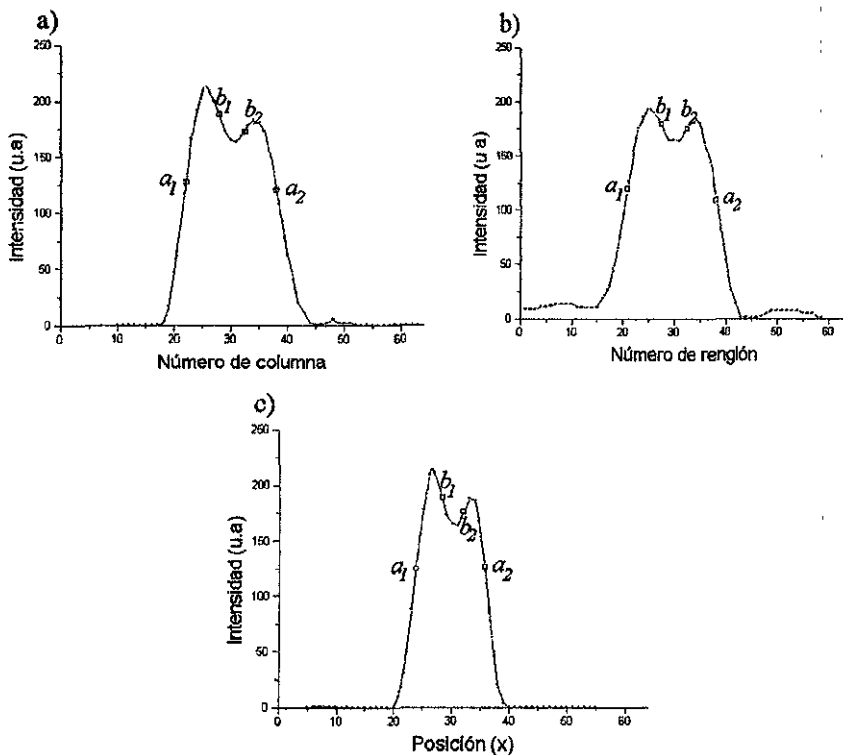 a)
Intensidad (u.a)
250
200
150
100
50
0
a1
b1
b2
a2
0 10 20 30 40 50 60
Número de columna
b)
Intensidad (u a)
250
200
150
100
50
0
a1
b1
b2
a2
0 10 20 30 40 50 60
Número de renglón
c)
Intensidad (u.a)
250
200
150
100
50
0
a1
b1
b2
a2
0 10 20 30 40 50 60
Posición (x)